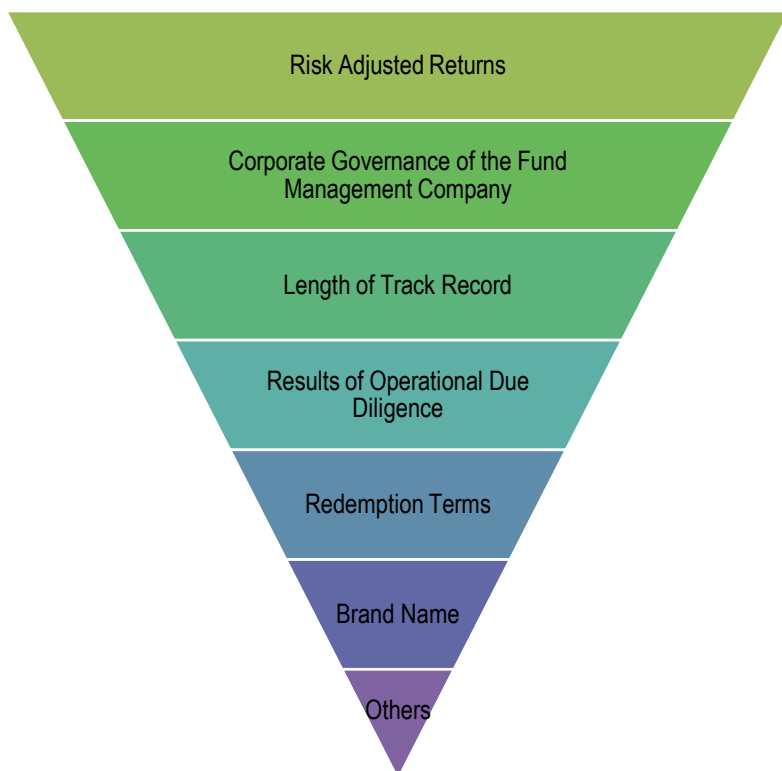 Risk Adjusted Returns
Corporate Governance of the Fund
Management Company
Length of Track Record
Results of Operational Due
Diligence
Redemption Terms
Brand Name
Others